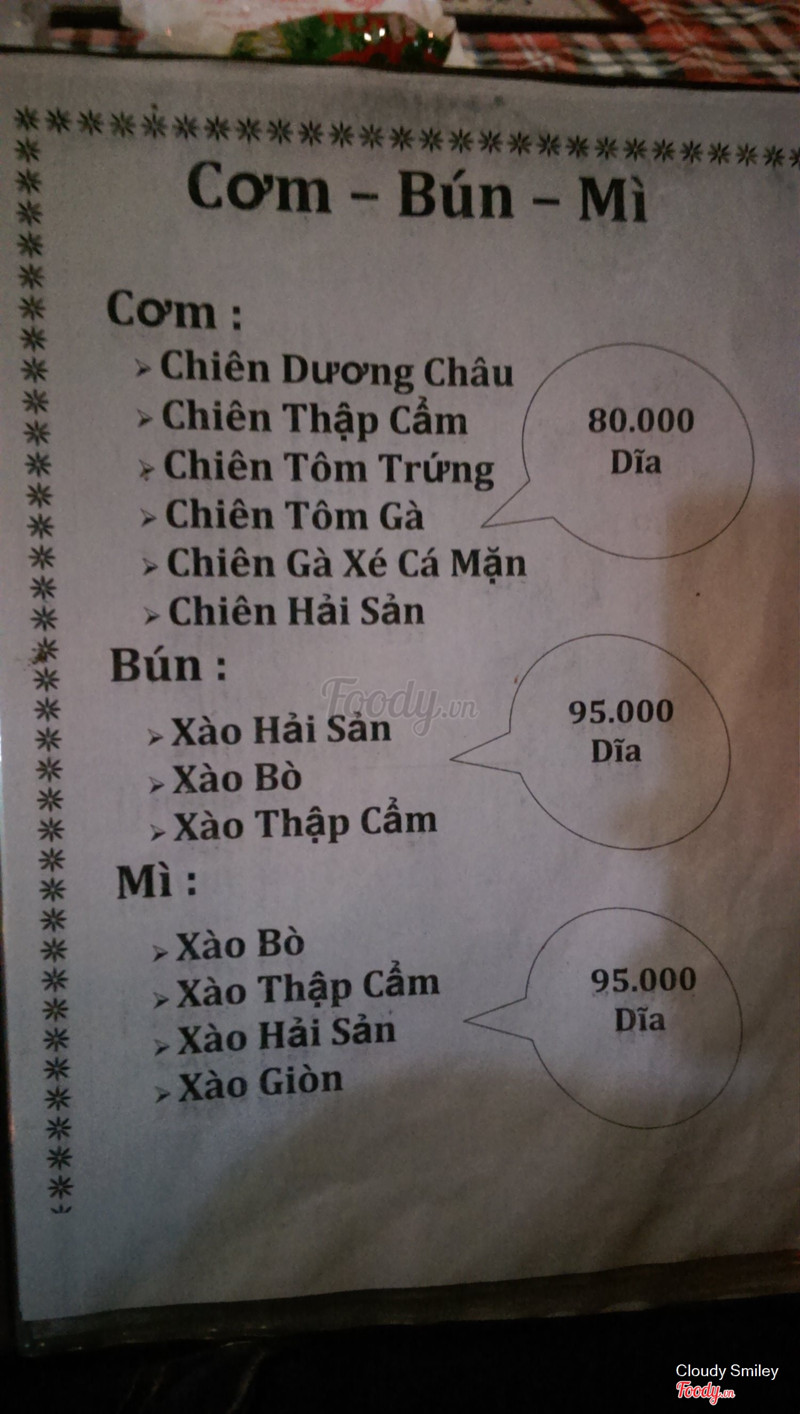 Cơm – Bún – Mì
Cơm :
Chiên Dương Châu
Chiên Thập Cẩm
Chiên Tôm Trứng
Chiên Tôm Gà
Chiên Gà Xé Cá Mặn
Chiên Hải Sản
80.000
Dĩa
Bún :
Xào Hải Sản
Xào Bò
Xào Thập Cẩm
95.000
Dĩa
Mì :
Xào Bò
Xào Thập Cẩm
Xào Hải Sản
Xào Giòn
95.000
Dĩa
Foody.vn
Cloudy Smiley
Foody.vn